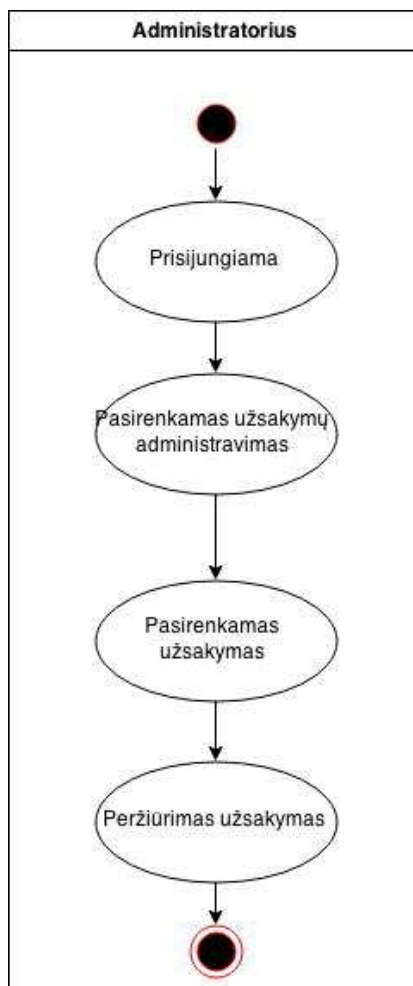 Administratorius
Prisijungiama
Pasirenkamas užsakymų
administravimas
Pasirenkamas
užsakymas
Peržiūrimas užsakymas